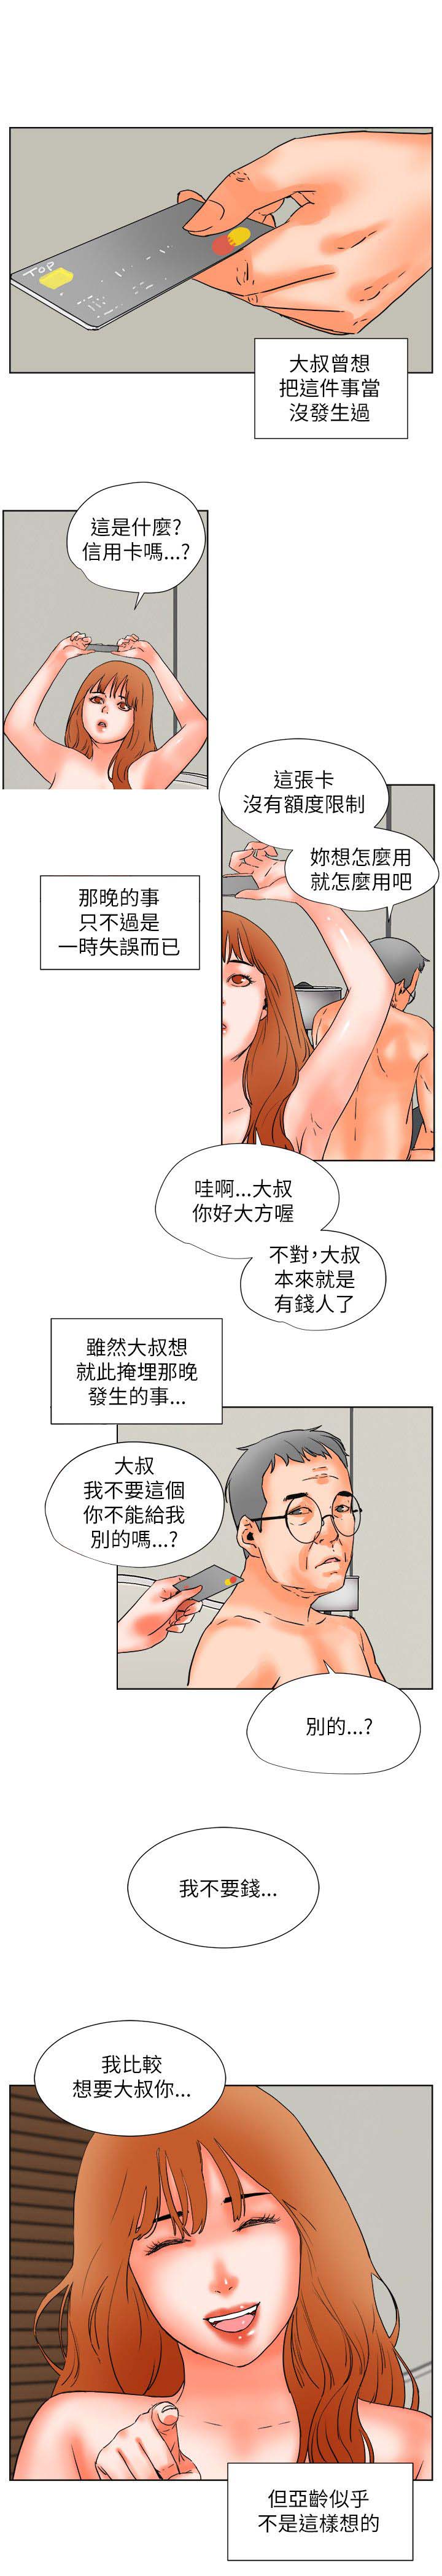 TOP
大叔曾想
把這件事當
沒發生過
這是什麼?
信用卡嗎...?
這張卡
沒有額度限制
妳想怎麼用
就怎麼用吧
那晚的事
只不過是
一時失誤而已
哇啊...大叔
你好大方喔
不對,大叔
本來就是
有錢人了
雖然大叔想
就此掩埋那晚
發生的事...
大叔
我不要這個
你不能給我
別的嗎...?
別的...?
我不要錢...
我比較
想要大叔你...
但亞齡似乎
不是這樣想的